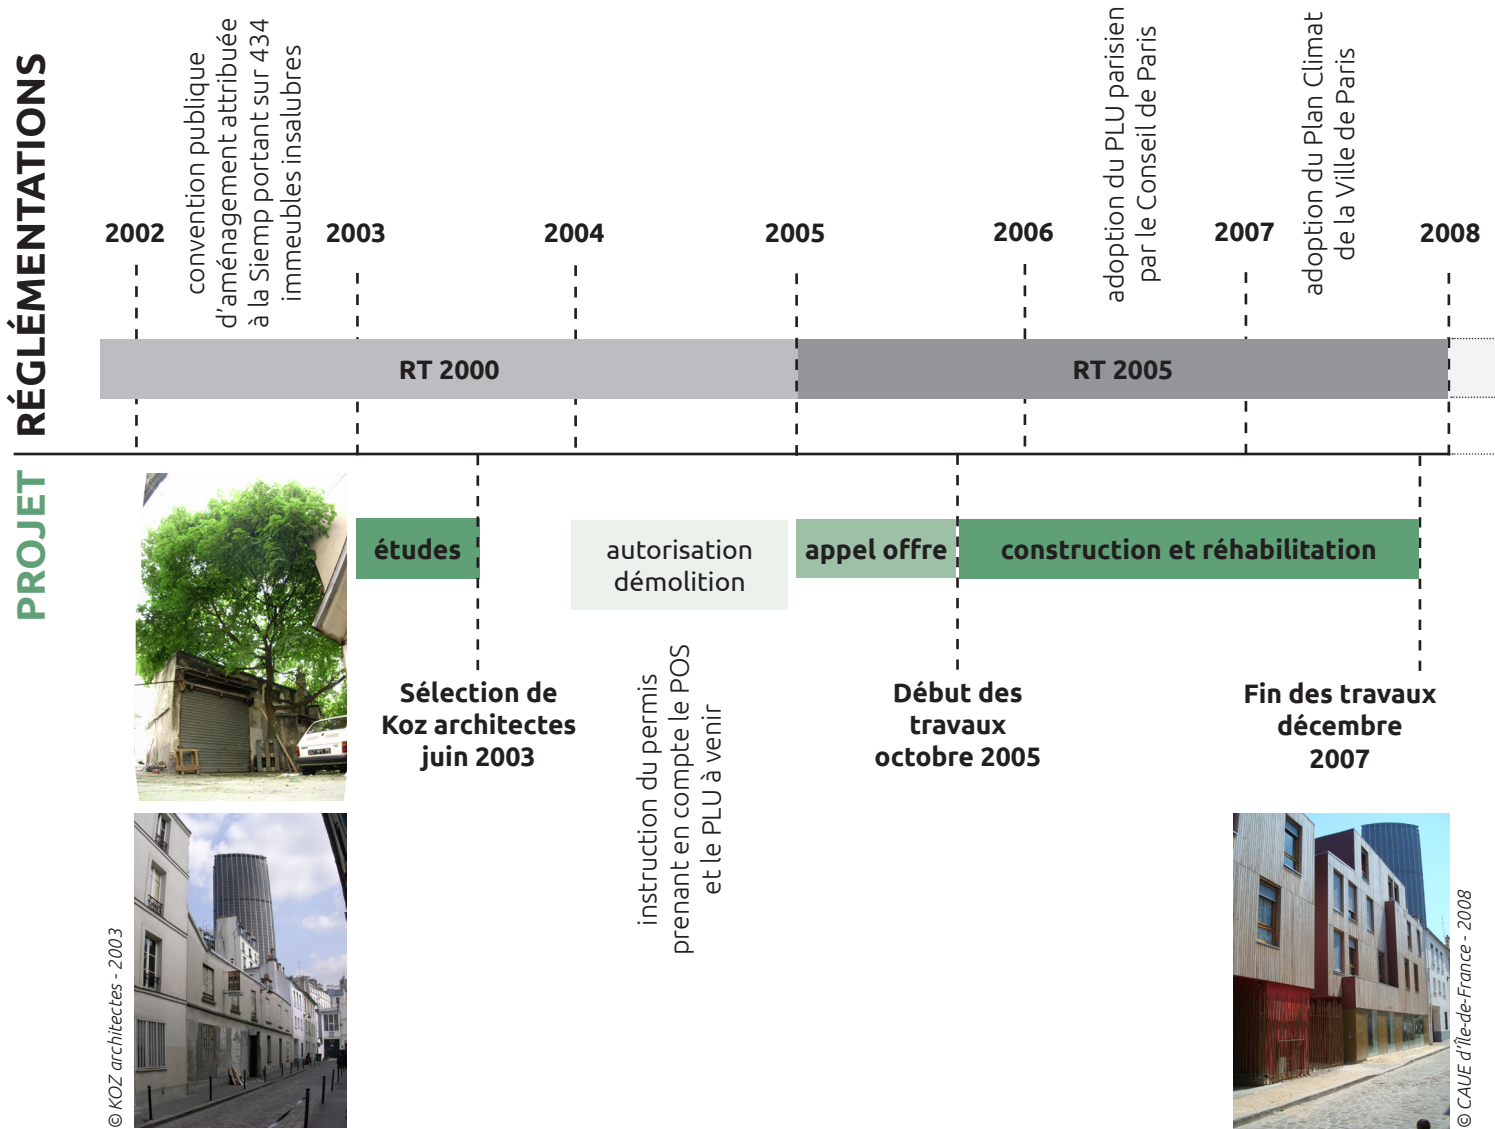 RÉGLÉMENTATIONS
convention publique
d'aménagement attribuée
à la Siemp portant sur 434
immeubles insalubres
adoption du PLU parisien
par le Conseil de Paris
adoption du Plan Climat
de la Ville de Paris
2002
2003
2004
2005
2006
2007
2008
RT 2000
RT 2005
PROJET
études
autorisation
démolition
appel offre
construction et réhabilitation
Sélection de
Koz architectes
juin 2003
instruction du permis
prenant en compte le POS
et le PLU à venir
Début des
travaux
octobre 2005
Fin des travaux
décembre
2007
© KOZ architectes - 2003
© CAUE d'Île-de-France - 2008